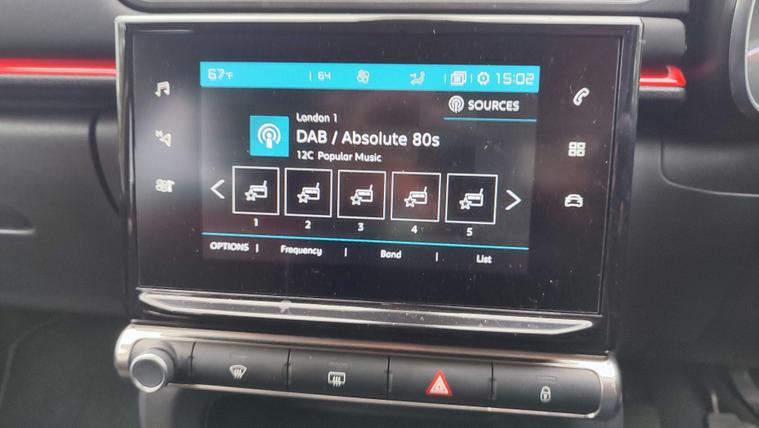 67°F | 64 | | 15:02
SOURCES
London 1
DAB / Absolute 80s
12C Popular Music
1 2 3 4 5
OPTIONS | Frequency | Band | List
N